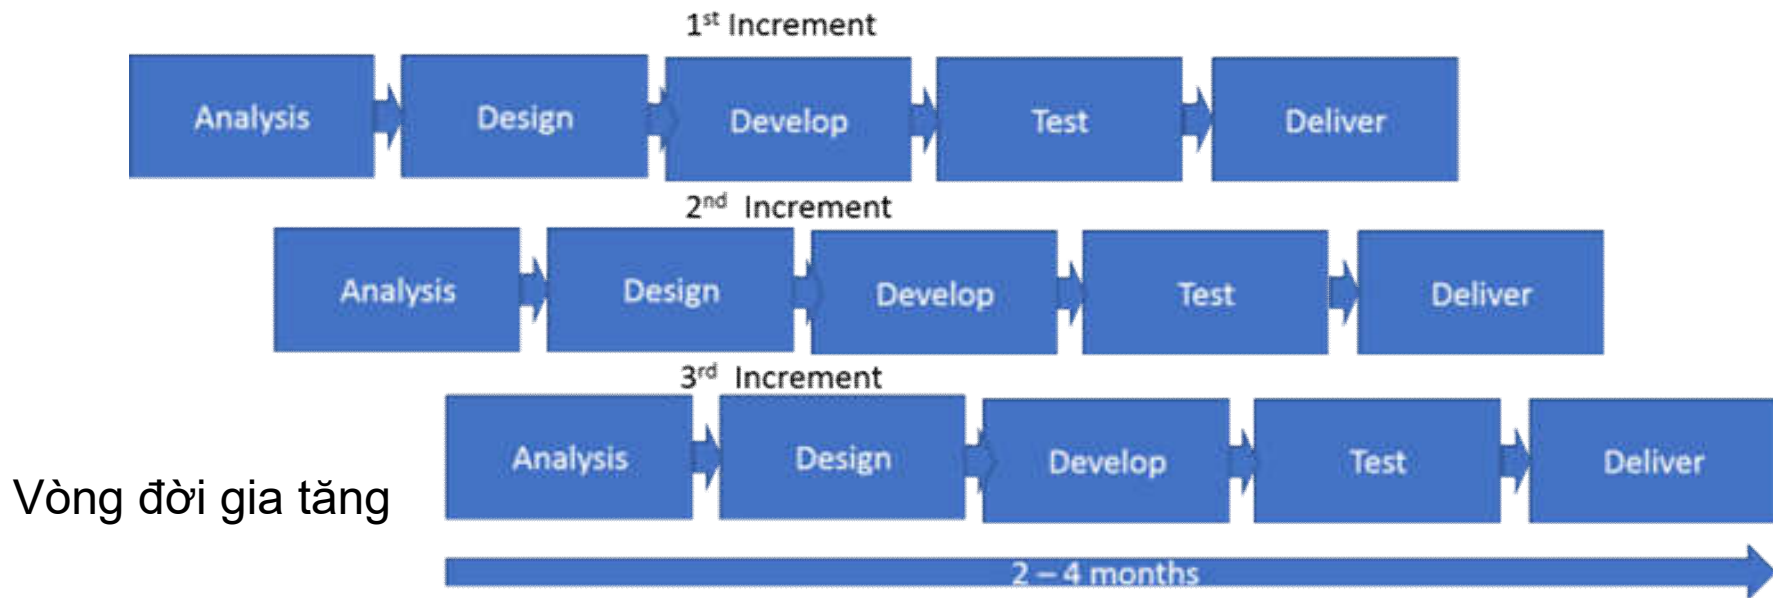 1st Increment
Analysis
Design
Develop
Test
Deliver
2nd Increment
Analysis
Design
Develop
Test
Deliver
3rd Increment
Analysis
Design
Develop
Test
Deliver
Vòng đời gia tăng
2 – 4 months